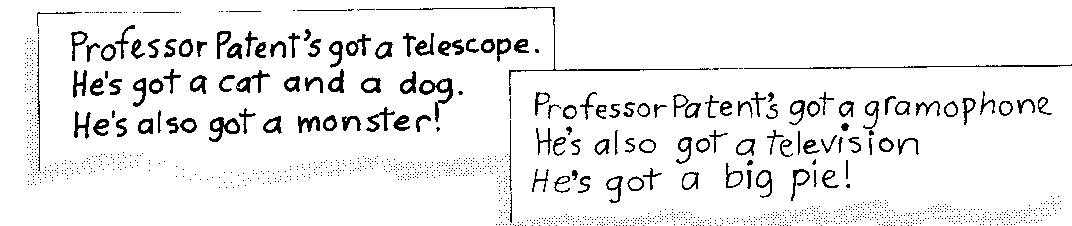 Professor Patent's got a telescope.
He's got a cat and a dog.
He's also got a monster!
Professor Patent's got a gramophone
He's also got a television
He's got a big pie!